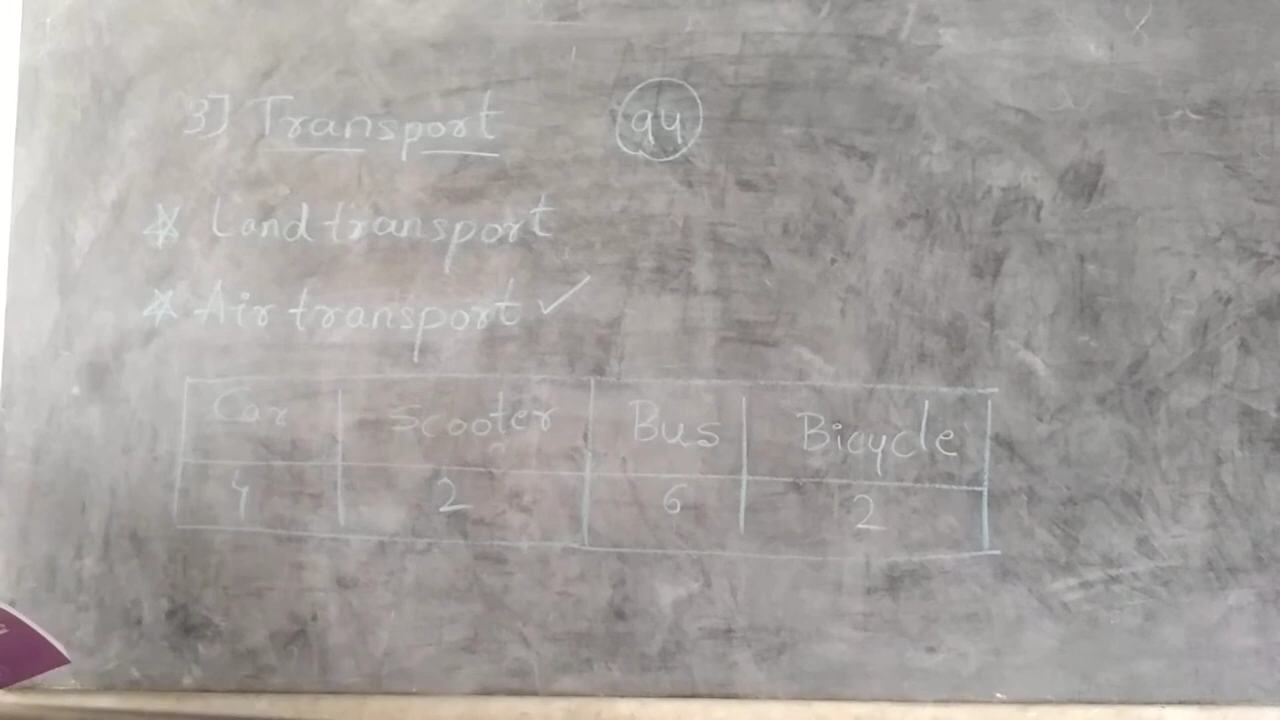 3] Transport 94
* Land transport
* Air transport ✓
Car Scooter Bus Bicycle
4 2 6 2